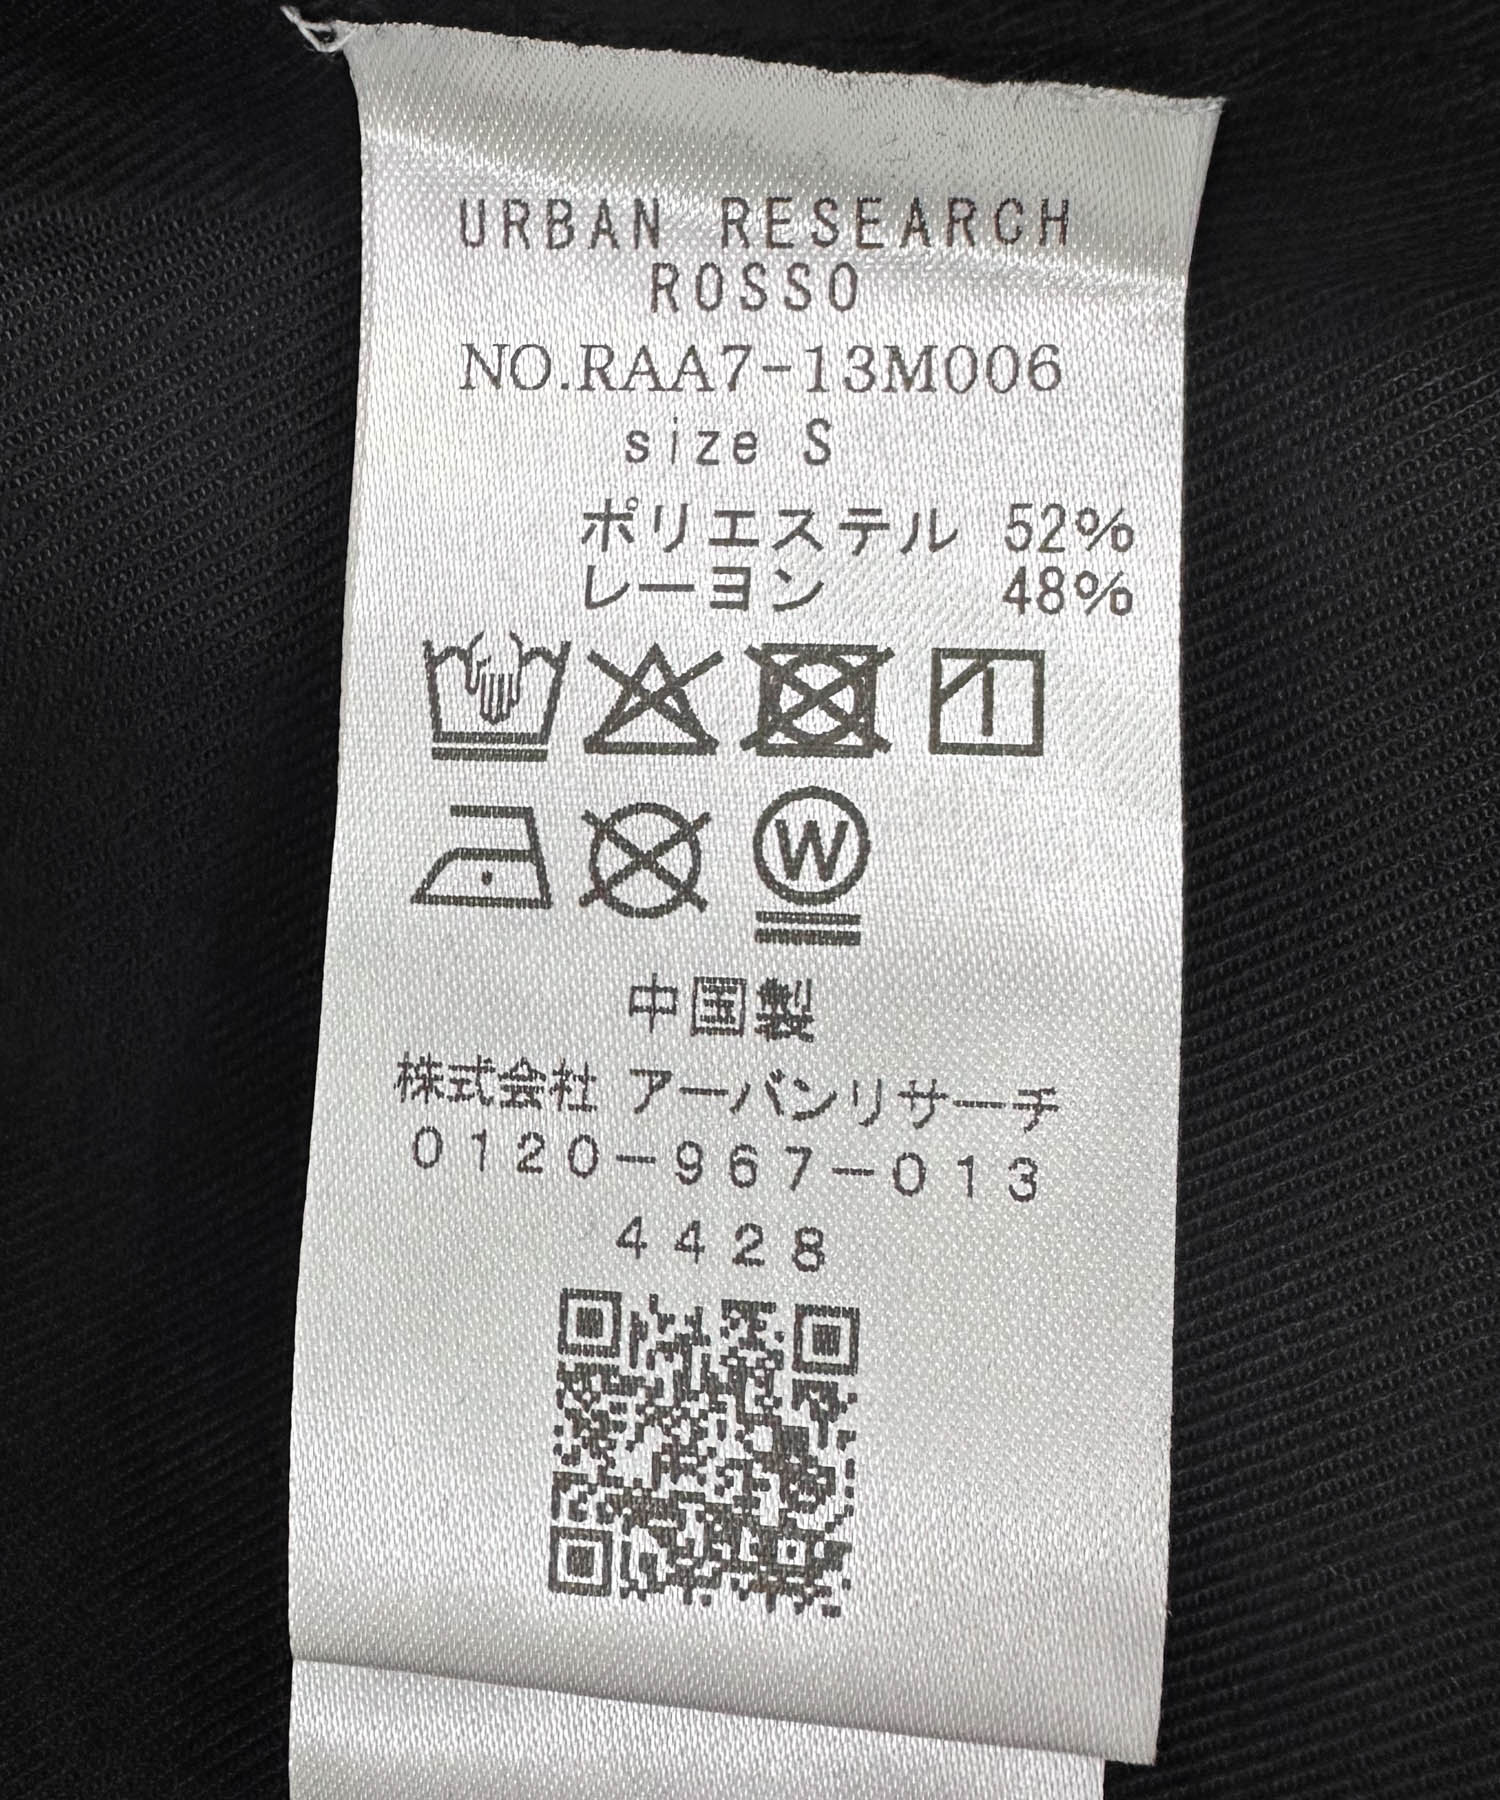 URBAN RESEARCH
ROSSO
NO.RAA7-13M006
size S
ポリエステル 52%
レーヨン 48%
W
中国製
株式会社 アーバンリサーチ
0120-967-013
4428